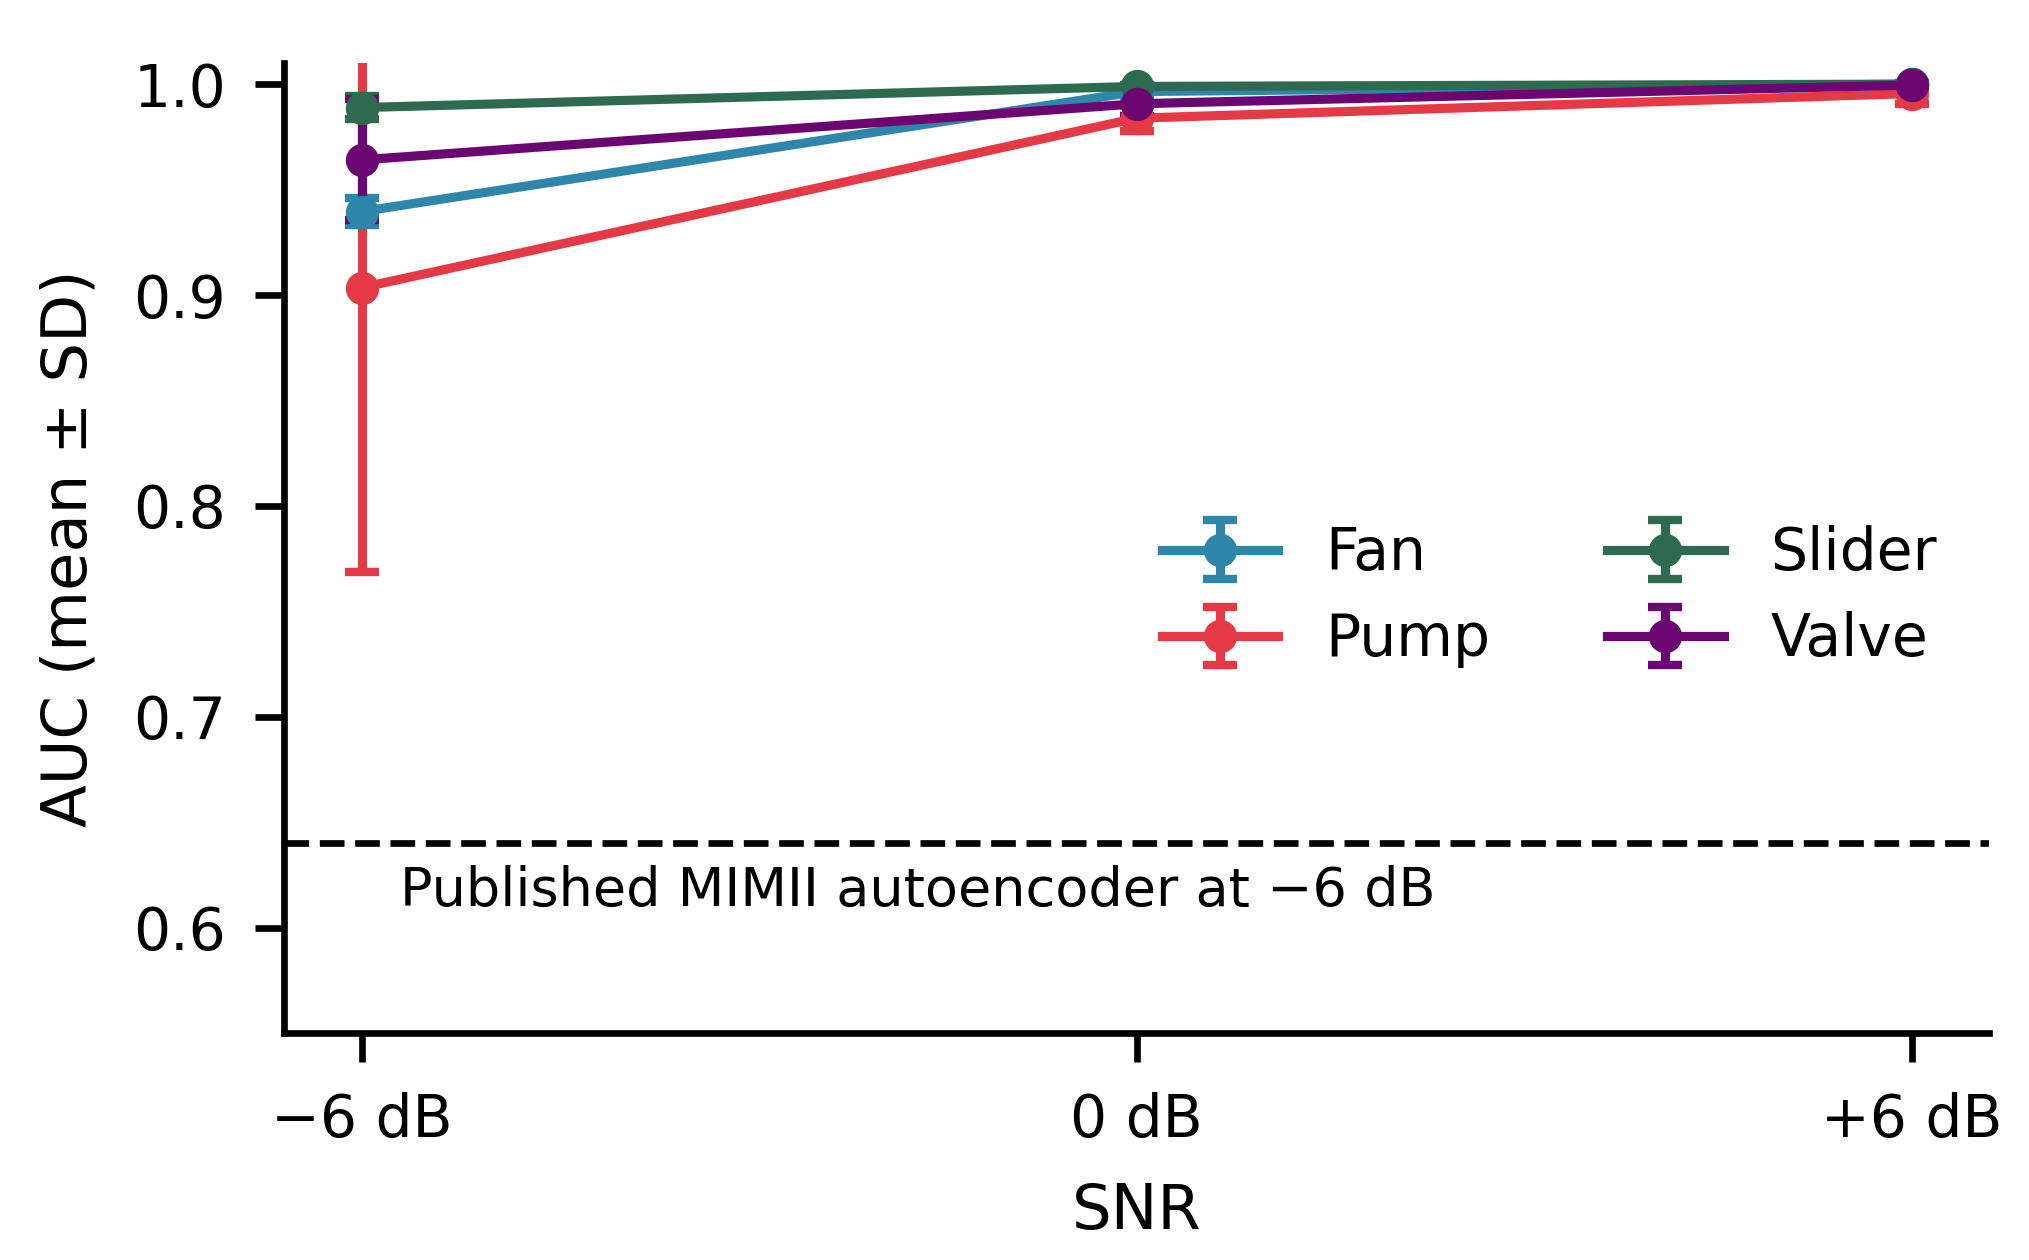 AUC (mean ± SD)
1.0
0.9
0.8
0.7
0.6
Fan
Pump
Slider
Valve
Published MIMII autoencoder at −6 dB
−6 dB
0 dB
+6 dB
SNR